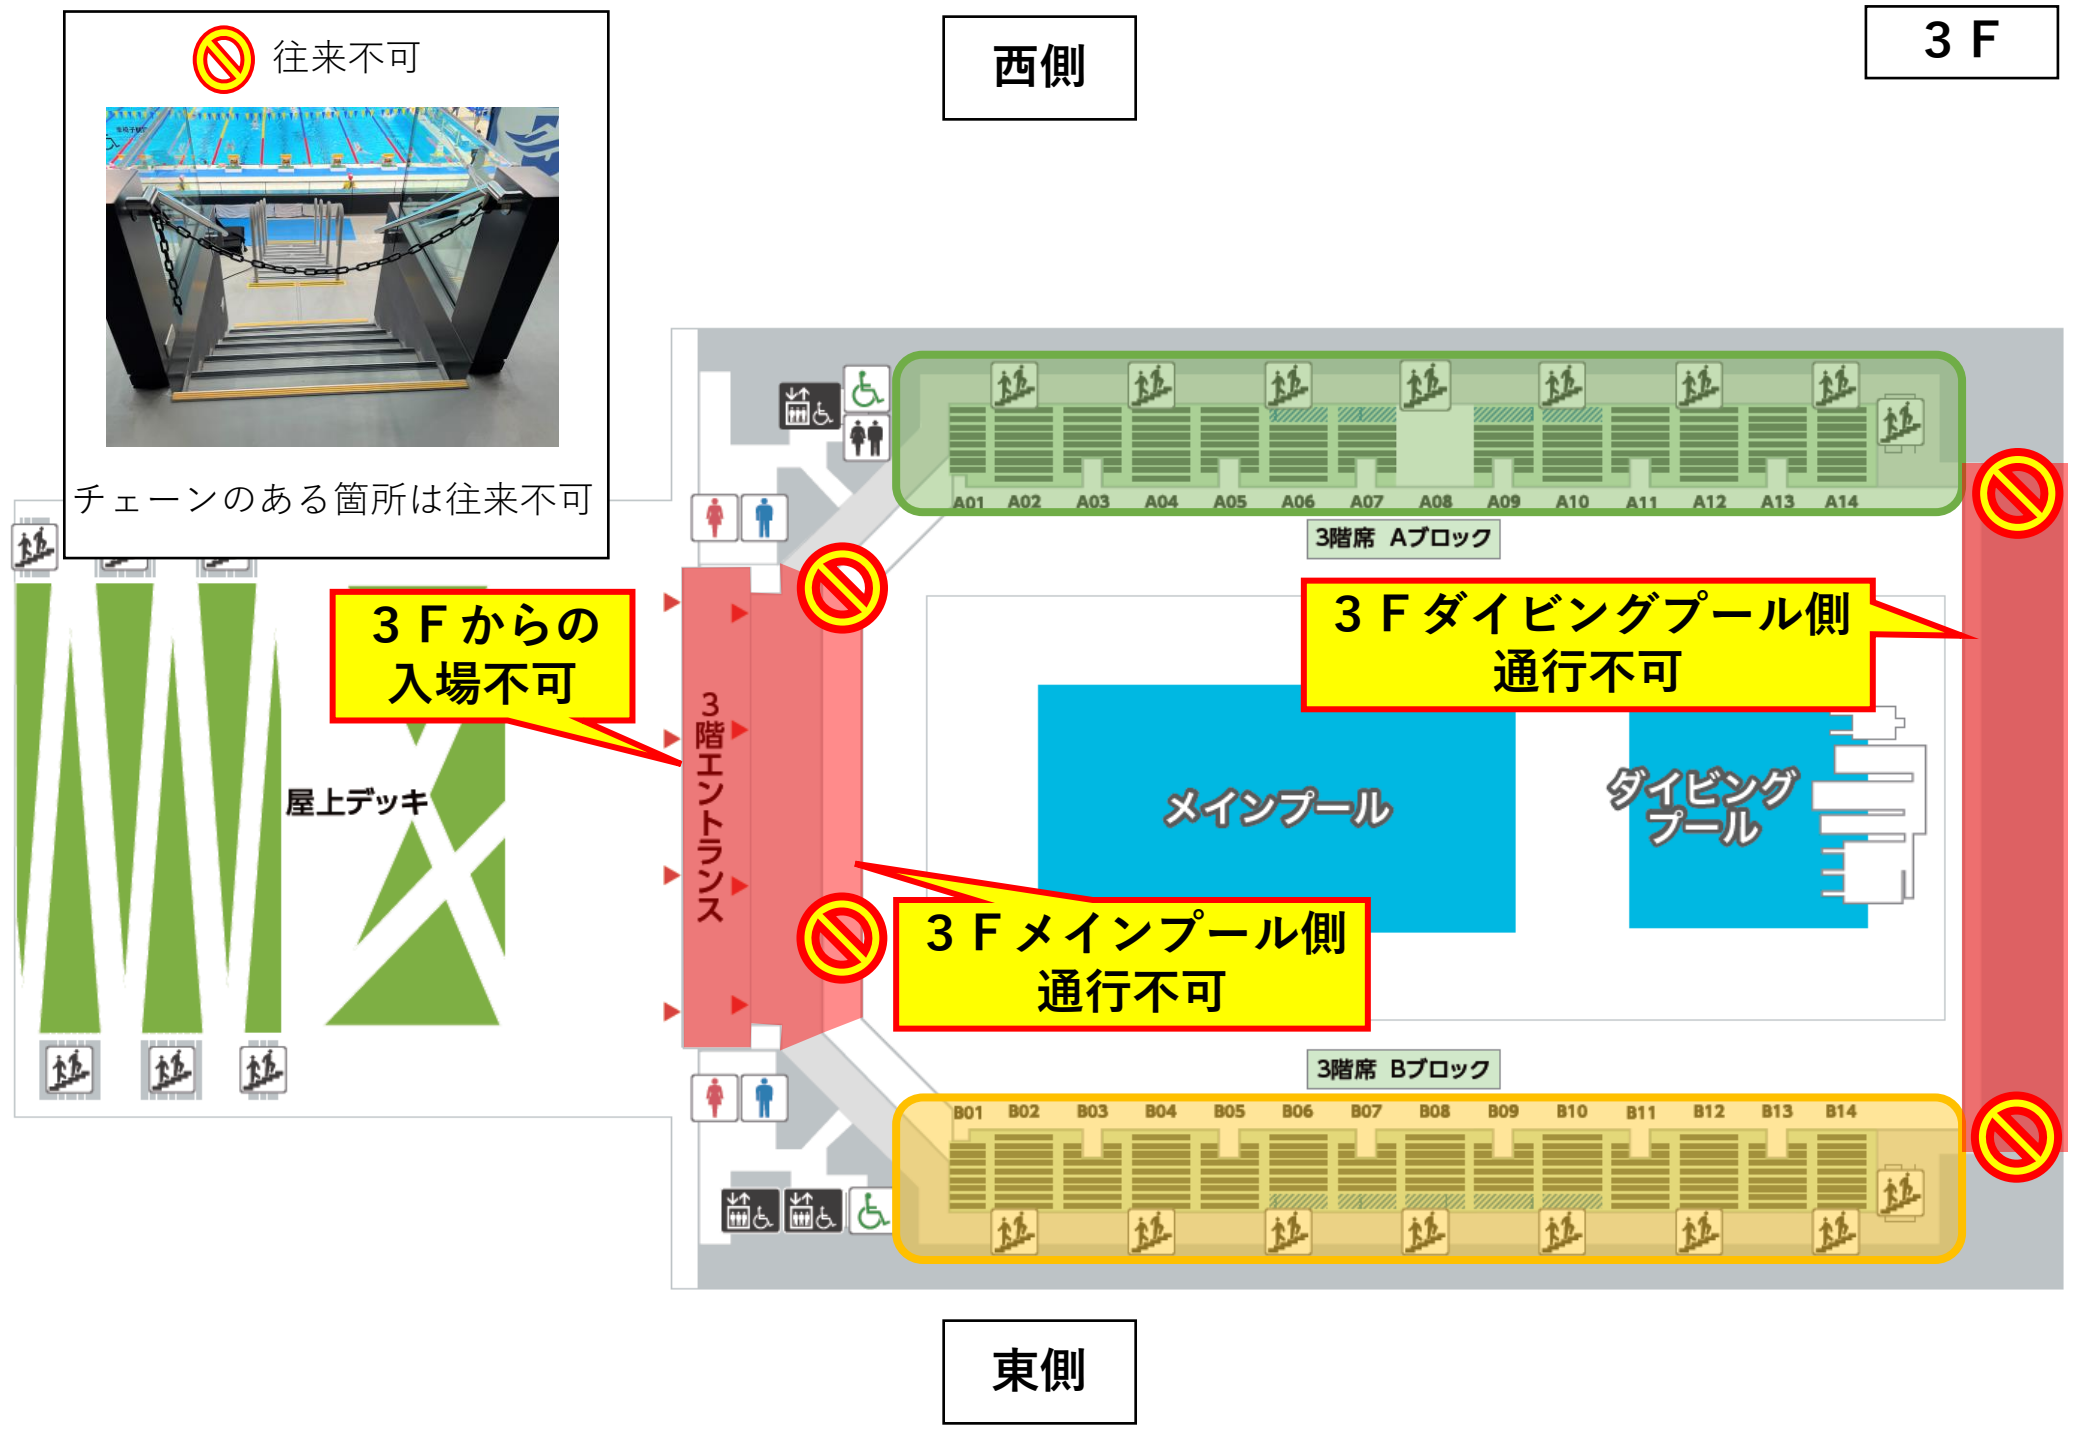 往来不可
チェーンのある箇所は往来不可
西側
３Ｆ
A01 A02 A03 A04 A05 A06 A07 A08 A09 A10 A11 A12 A13 A14
3階席 Aブロック
３Ｆからの
入場不可
３Ｆダイビングプール側
通行不可
3階エントランス
屋上デッキ
メインプール
ダイビング
プール
３Ｆメインプール側
通行不可
3階席 Bブロック
B01 B02 B03 B04 B05 B06 B07 B08 B09 B10 B11 B12 B13 B14
東側